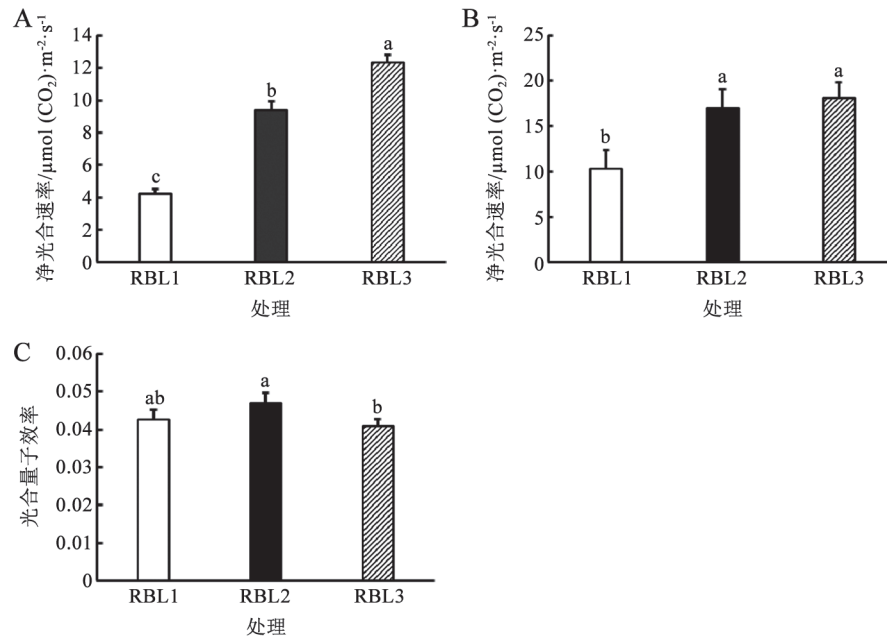 A
净光合速率/μmol (CO₂)·m⁻²·s⁻¹
14
12
10
8
6
4
2
0
c
b
a
RBL1 RBL2 RBL3
处理
B
净光合速率/μmol (CO₂)·m⁻²·s⁻¹
25
20
15
10
5
0
b
a
a
RBL1 RBL2 RBL3
处理
C
光合量子效率
0.06
0.05
0.04
0.03
0.02
0.01
0
ab
a
b
RBL1 RBL2 RBL3
处理